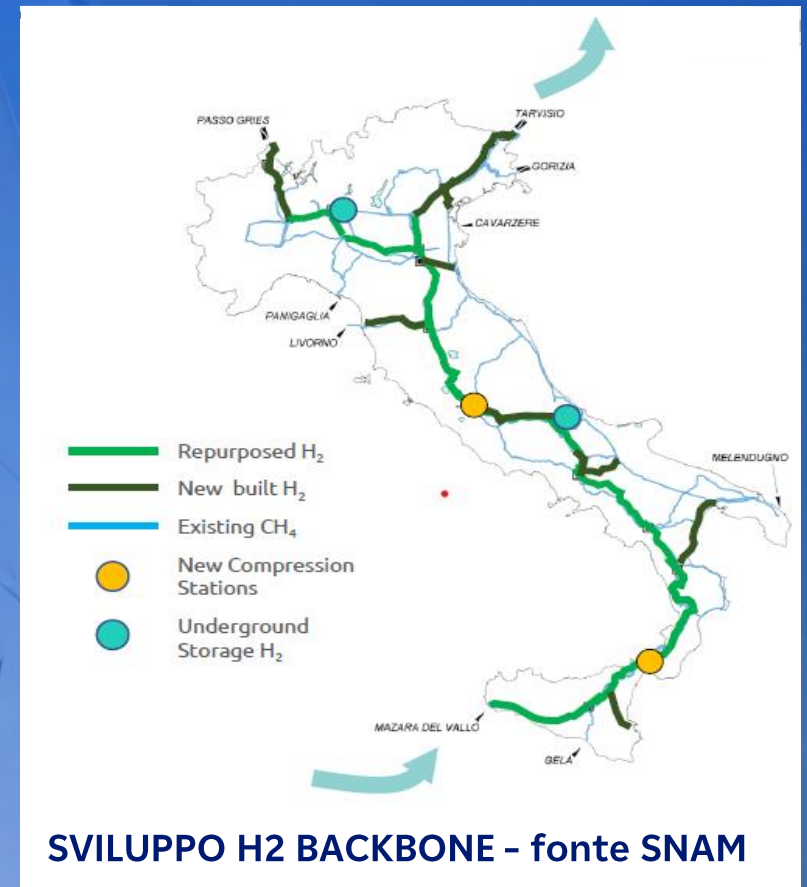 PASSO GRIES
TARVISIO
GORIZIA
CAVARZERE
PANIGAGLIA
LIVORNO
Repurposed H₂
New built H₂
Existing CH₄
New Compression
Stations
Underground
Storage H₂
MELENDUGNO
MAZARA DEL VALLO
GELA
SVILUPPO H2 BACKBONE - fonte SNAM